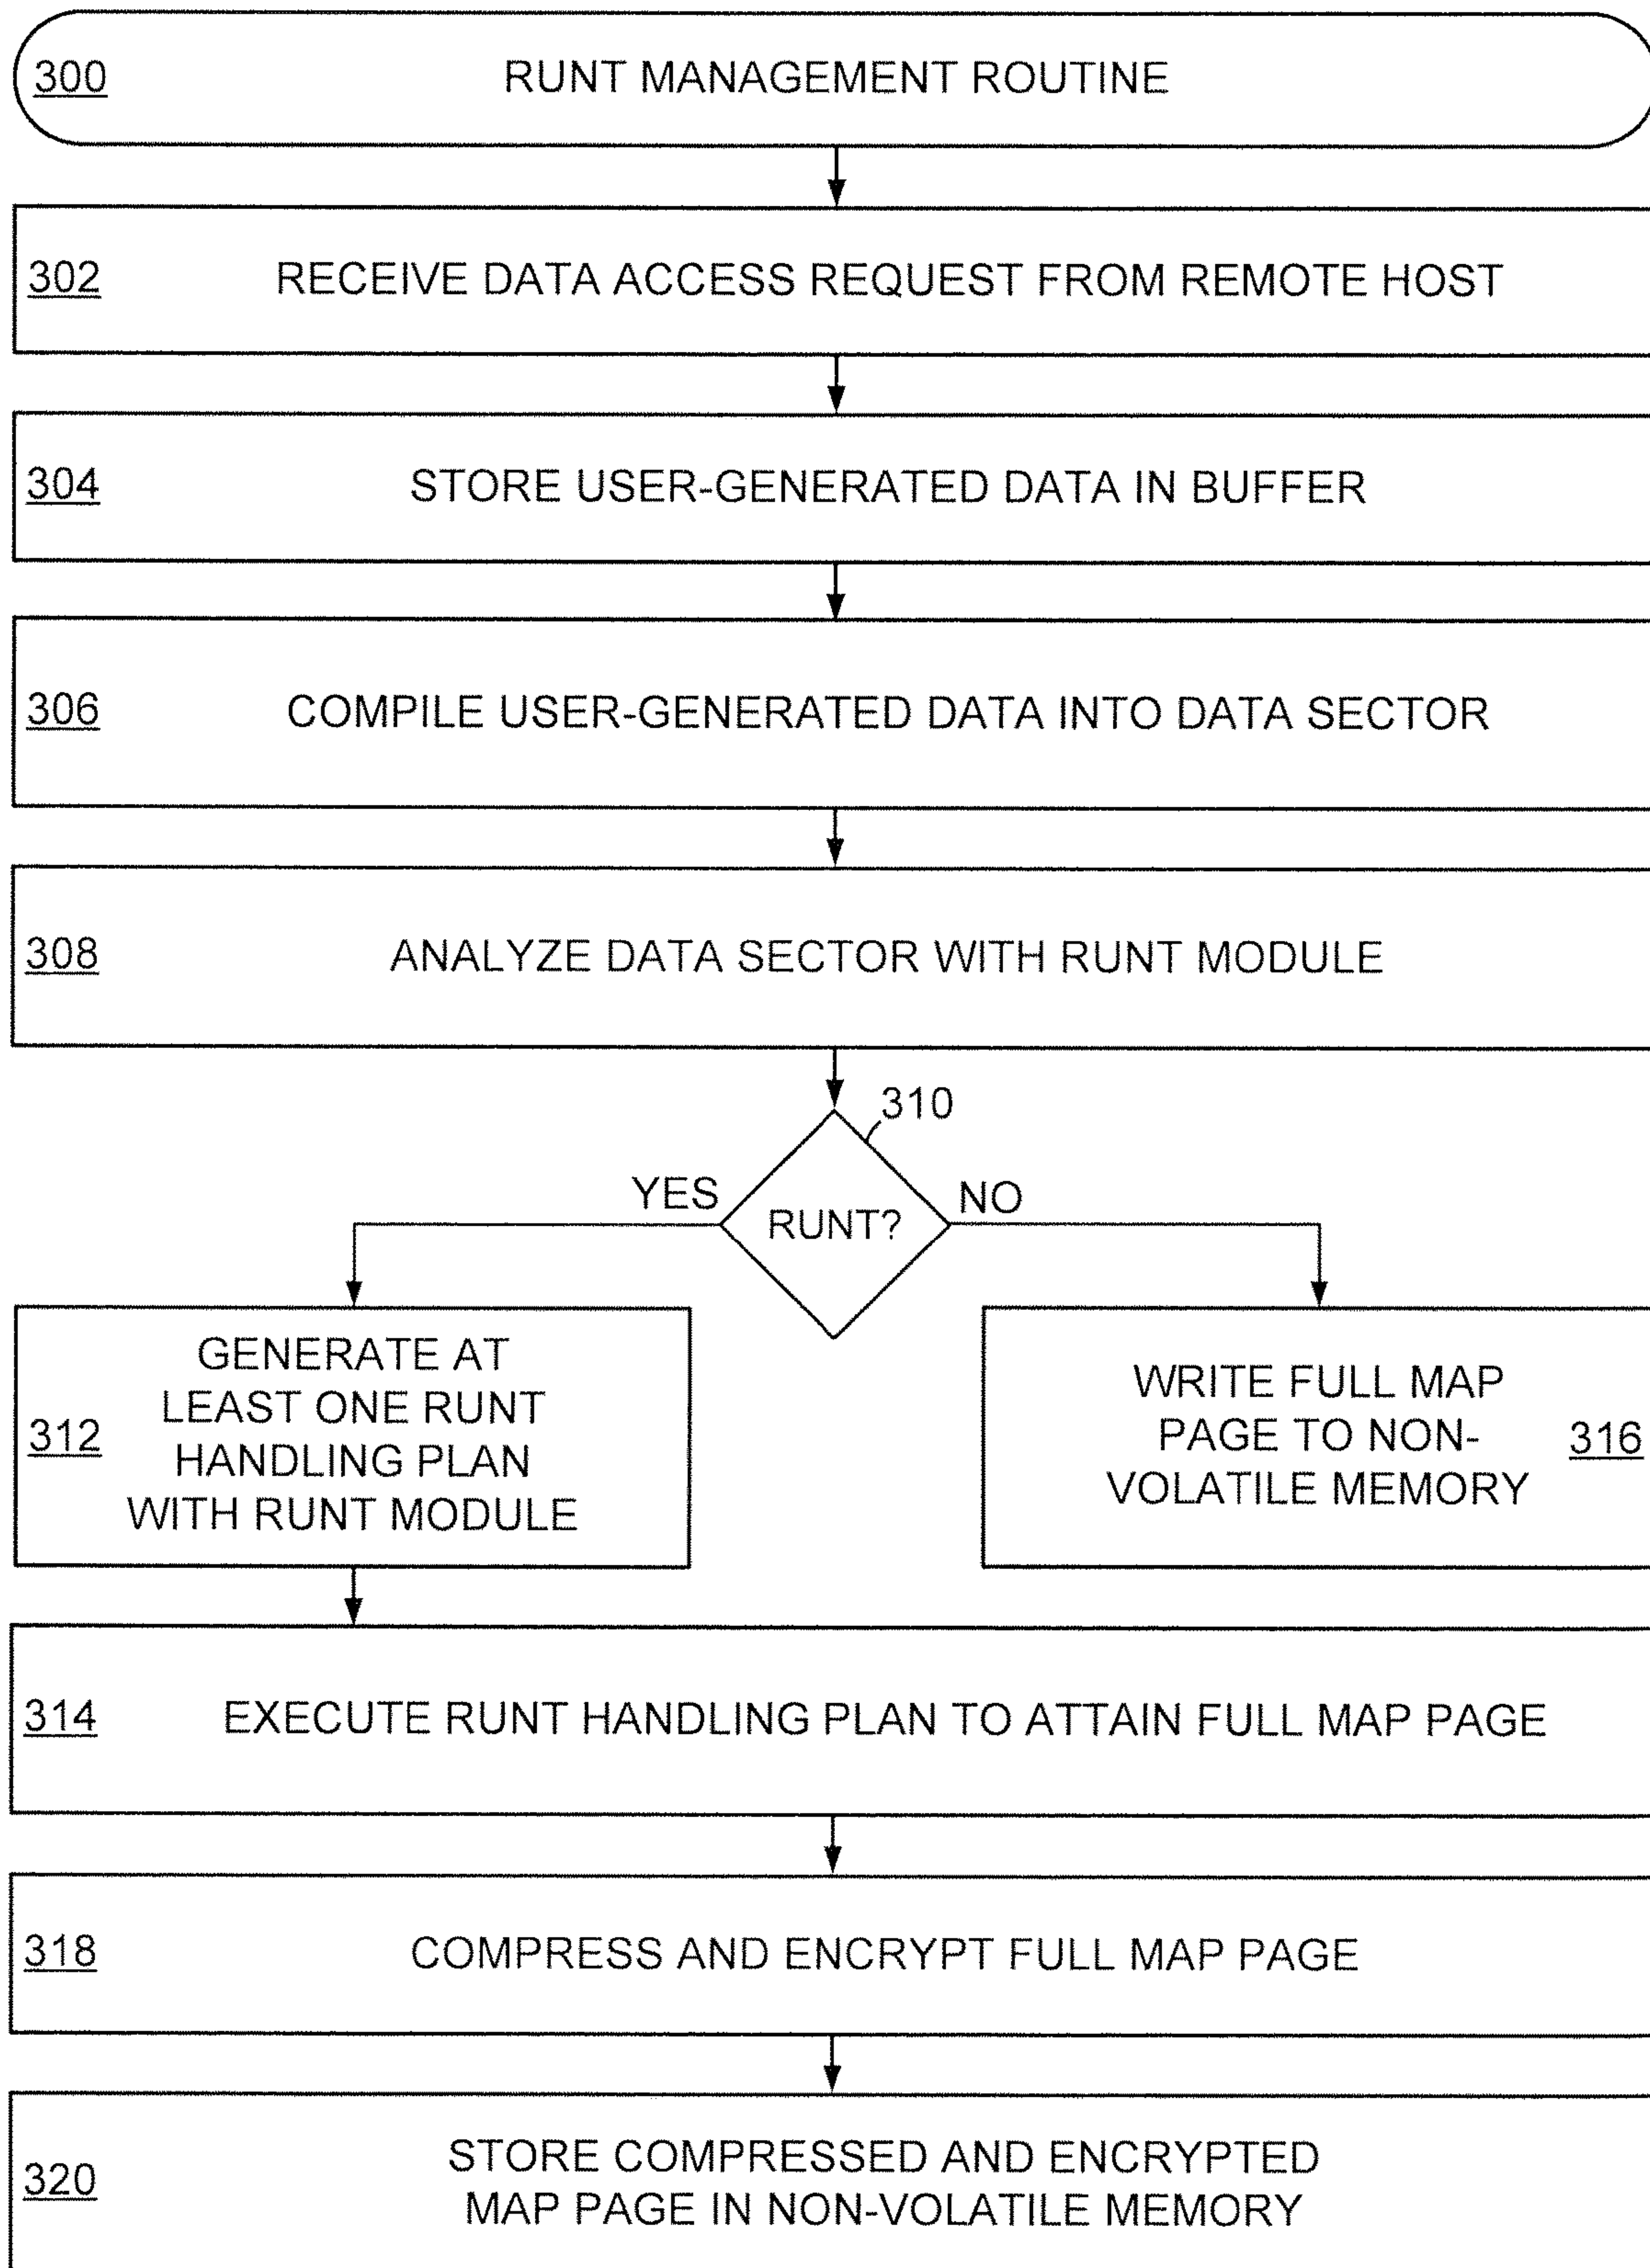 300 RUNT MANAGEMENT ROUTINE
302 RECEIVE DATA ACCESS REQUEST FROM REMOTE HOST
304 STORE USER-GENERATED DATA IN BUFFER
306 COMPILE USER-GENERATED DATA INTO DATA SECTOR
308 ANALYZE DATA SECTOR WITH RUNT MODULE
310
YES
RUNT?
NO
312
GENERATE AT
LEAST ONE RUNT
HANDLING PLAN
WITH RUNT MODULE
WRITE FULL MAP
PAGE TO NON-
VOLATILE MEMORY
316
314 EXECUTE RUNT HANDLING PLAN TO ATTAIN FULL MAP PAGE
318 COMPRESS AND ENCRYPT FULL MAP PAGE
320
STORE COMPRESSED AND ENCRYPTED
MAP PAGE IN NON-VOLATILE MEMORY